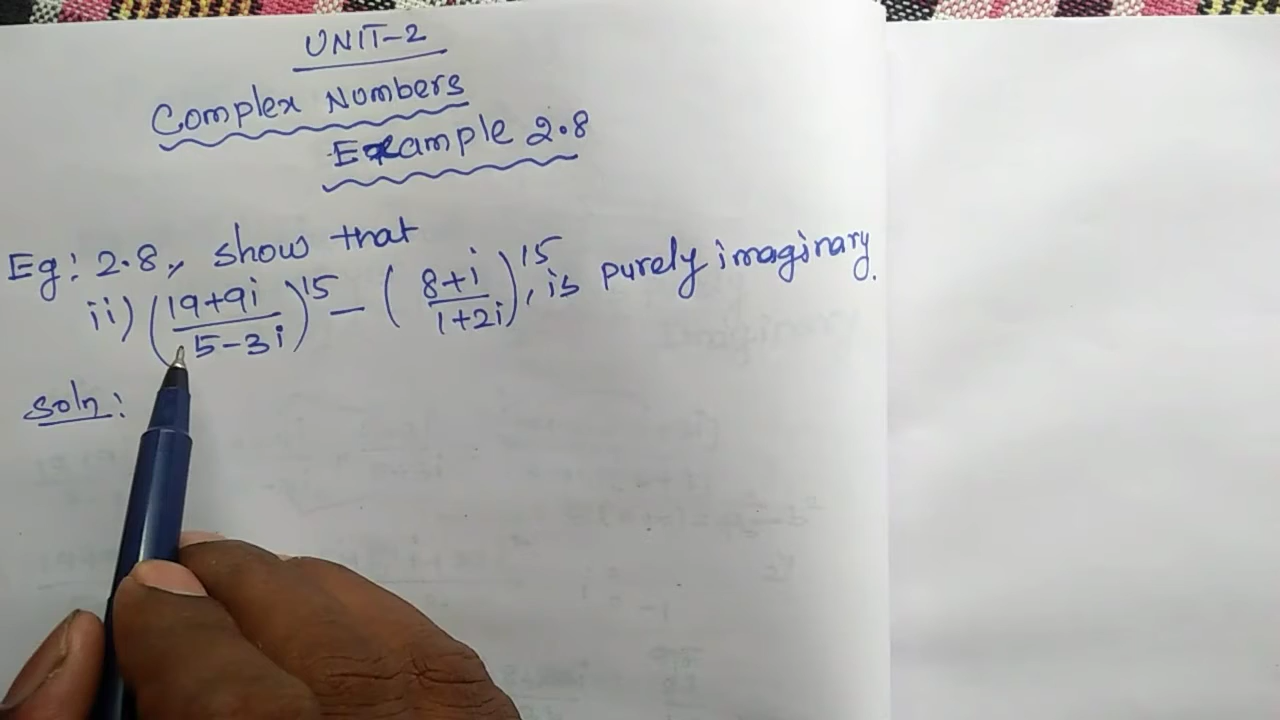 UNIT-2
Complex Numbers
Example 2.8
Eg: 2.8, show that
ii) (19+9i / 5-3i)^15 - (8+i / 1+2i)^15, is purely imaginary.
Soln: